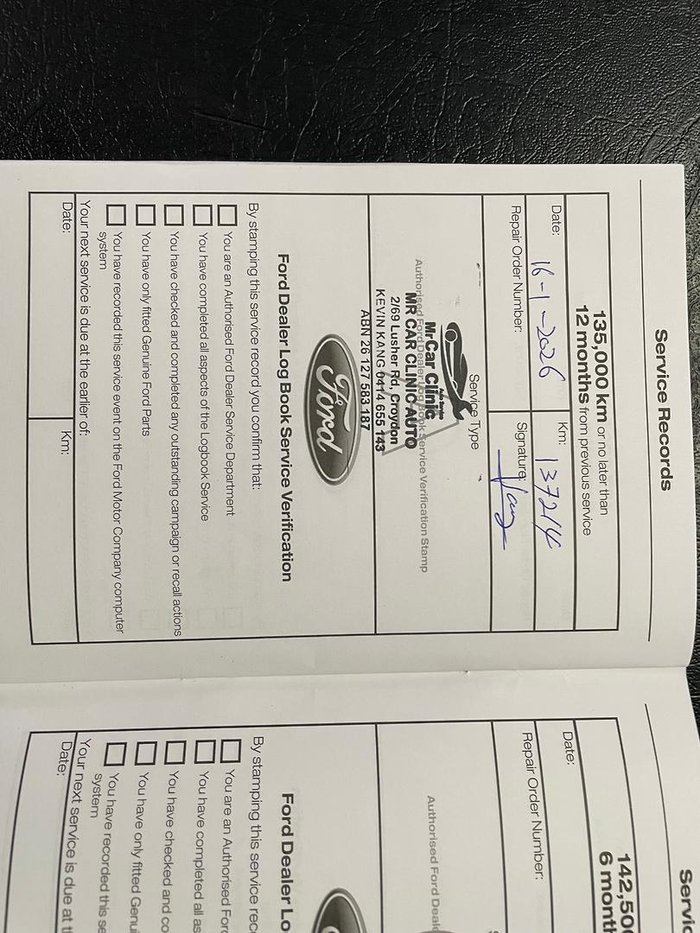 Service Records
135,000 km or no later than
12 months from previous service
Date: 16-1-2026 Km: 137214
Repair Order Number: Signature:
Service Type
Mr Car Clinic
Authorised Ford Dealer Log Book Service Verification Stamp
MR CAR CLINIC AUTO
2/69 Lusher Rd, Croydon
KEVIN KANG 0414 655 143
ABN 26 127 583 187
Ford
Ford Dealer Log Book Service Verification
By stamping this service record you confirm that:
You are an Authorised Ford Dealer Service Department
You have completed all aspects of the Logbook Service
You have checked and completed any outstanding campaign or recall actions
You have only fitted Genuine Ford Parts
You have recorded this service event on the Ford Motor Company computer
system
Your next service is due at the earlier of:
Date: Km:
Servic
142,50
6 mont
Date:
Repair Order Number:
Authorised Ford Deale
Ford Dealer Lo
By stamping this service rec
You are an Authorised Ford
You have completed all as
You have checked and co
You have only fitted Genui
You have recorded this se
system
Your next service is due at t
Date: